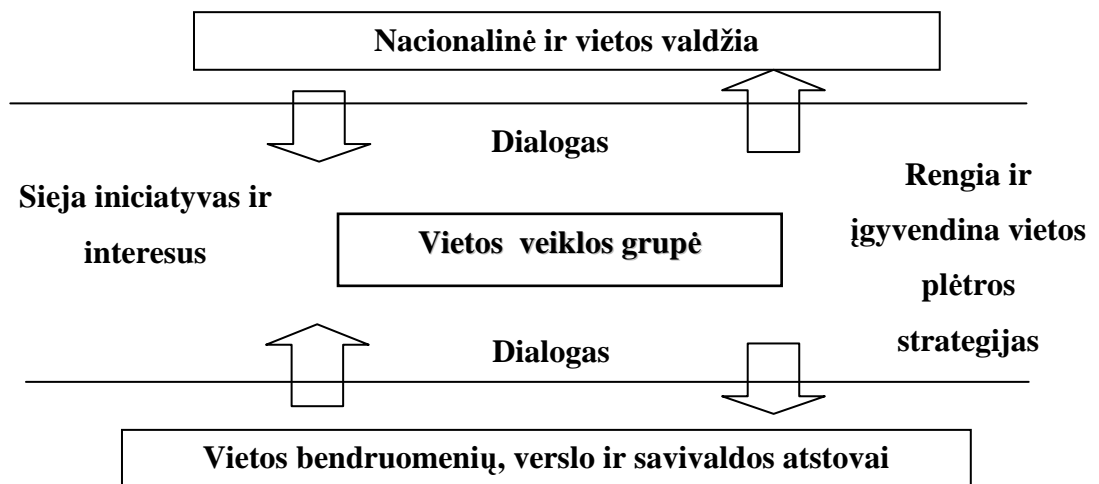 Nacionalinė ir vietos valdžia
Dialogas
Sieja iniciatyvas ir
interesus
Vietos veiklos grupė
Rengia ir
įgyvendina vietos
plėtros
strategijas
Dialogas
Vietos bendruomenių, verslo ir savivaldos atstovai